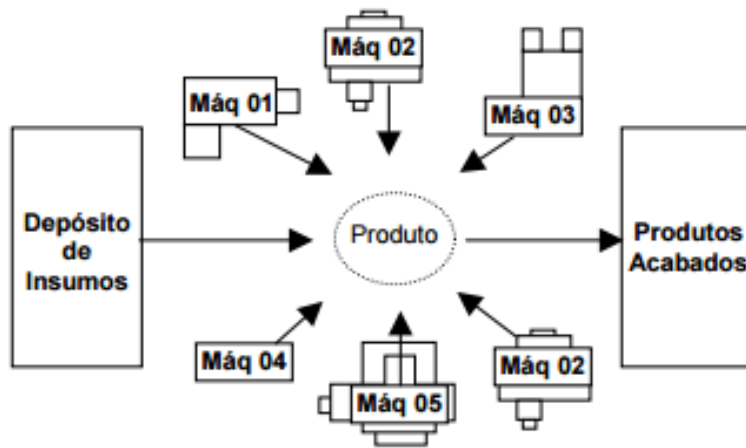 Máq 02
Máq 01
Máq 03
Depósito
de
Insumos
Produto
Produtos
Acabados
Máq 04
Máq 05
Máq 02